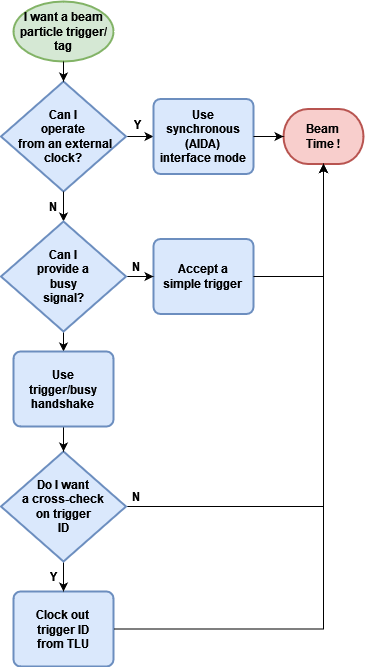 I want a beam
particle trigger/
tag
Can I
operate
from an external
clock?
Y
Use
synchronous
(AIDA)
interface mode
Beam
Time !
N
Can I
provide a
busy
signal?
N
Accept a
simple trigger
Use
trigger/busy
handshake
Do I want
a cross-check
on trigger
ID
N
Y
Clock out
trigger ID
from TLU